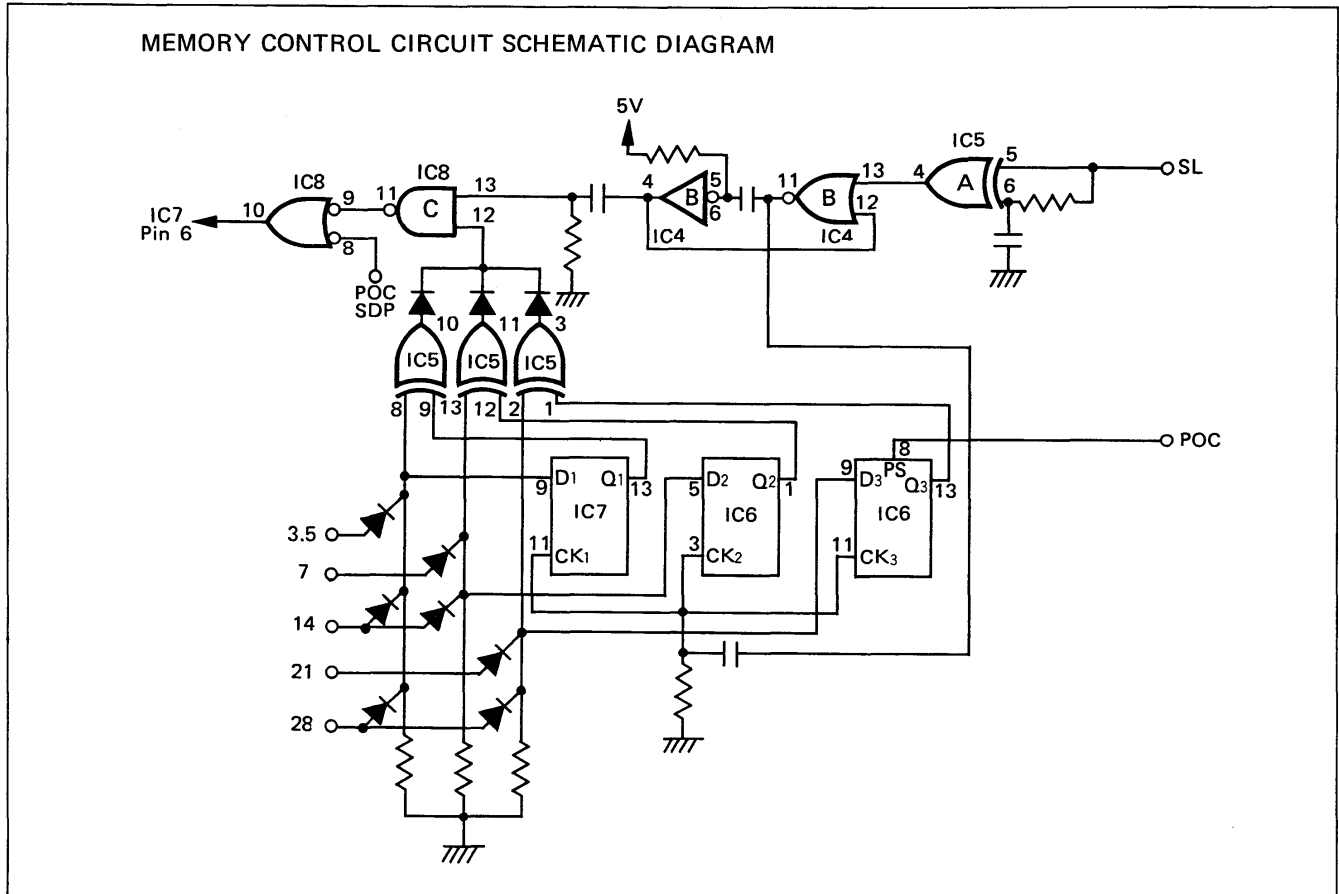 MEMORY CONTROL CIRCUIT SCHEMATIC DIAGRAM
5V
IC5
5
SL
4
A
6
13
11
B
12
IC4
5
4
B
6
IC4
IC8
13
11
C
12
IC8
9
10
8
IC7
Pin 6
POC
SDP
10
11
3
IC5
IC5
IC5
8
9
13
12
2
1
POC
8
9
D1
Q1
13
IC7
11
CK1
5
D2
Q2
1
IC6
3
CK2
9
D3
PS
Q3
13
IC6
11
CK3
3.5
7
14
21
28